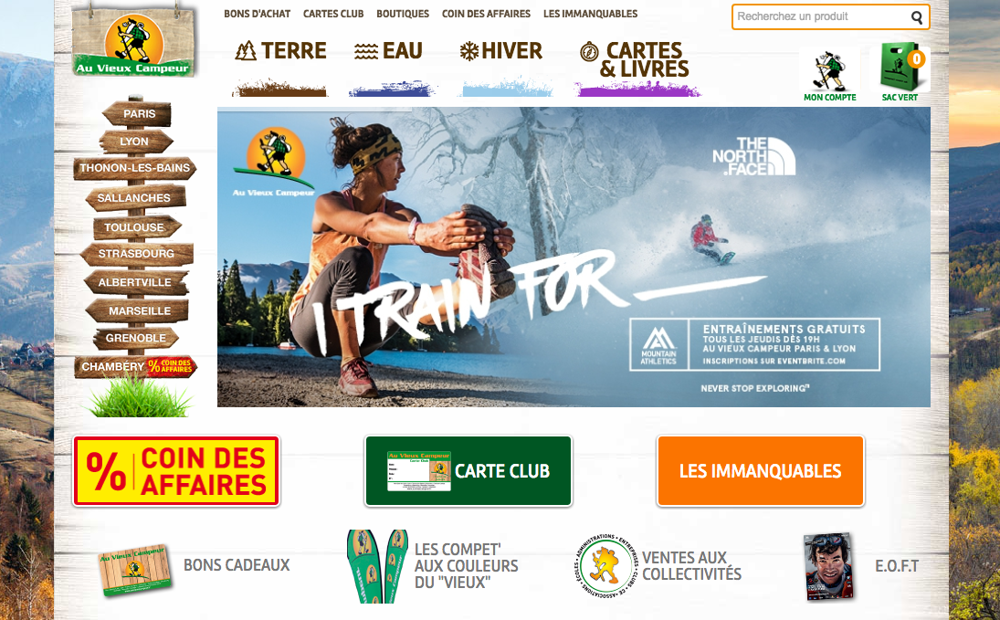 BONS D'ACHAT CARTES CLUB BOUTIQUES COIN DES AFFAIRES LES IMMANQUABLES
Recherchez un produit
Au Vieux Campeur
TERRE EAU HIVER CARTES
& LIVRES
0
MON COMPTE SAC VERT
PARIS
LYON
THONON-LES-BAINS
SALLANCHES
TOULOUSE
STRASBOURG
ALBERTVILLE
MARSEILLE
GRENOBLE
CHAMBÉRY % COIN DES
AFFAIRES
Au Vieux Campeur
THE
NORTH
FACE
I TRAIN FOR
MOUNTAIN
ATHLETICS
ENTRAÎNEMENTS GRATUITS
TOUS LES JEUDIS DÈS 19H
AU VIEUX CAMPEUR PARIS & LYON
INSCRIPTIONS SUR EVENTBRITE.COM
NEVER STOP EXPLORING
% COIN DES
AFFAIRES
Au Vieux Campeur
Carte Club
CARTE CLUB
LES IMMANQUABLES
Au Vieux Campeur
BONS CADEAUX
LES COMPET'
AUX COULEURS
DU "VIEUX"
ÉCOLES • ADMINISTRATIONS • ENTREPRISES • CLUBS • CE • ASSOCIATIONS
VENTES AUX
COLLECTIVITÉS
E.O.F.T